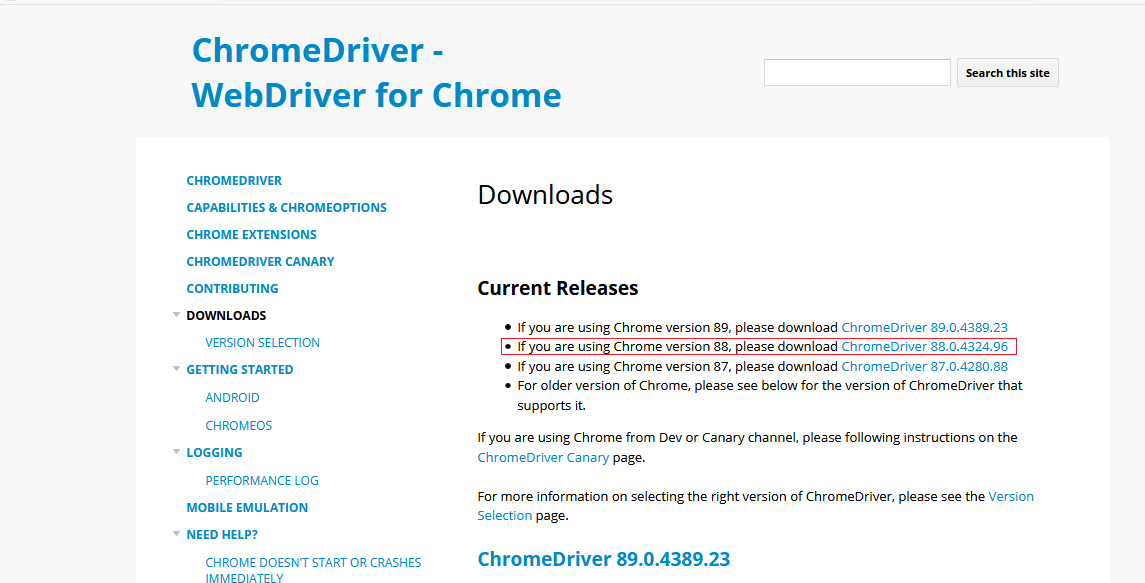 ChromeDriver -
WebDriver for Chrome
Search this site
CHROMEDRIVER
CAPABILITIES & CHROMEOPTIONS
CHROME EXTENSIONS
CHROMEDRIVER CANARY
CONTRIBUTING
DOWNLOADS
VERSION SELECTION
GETTING STARTED
ANDROID
CHROMEOS
LOGGING
PERFORMANCE LOG
MOBILE EMULATION
NEED HELP?
CHROME DOESN'T START OR CRASHES
IMMEDIATELY
Downloads
Current Releases
If you are using Chrome version 89, please download ChromeDriver 89.0.4389.23
If you are using Chrome version 88, please download ChromeDriver 88.0.4324.96
If you are using Chrome version 87, please download ChromeDriver 87.0.4280.88
For older version of Chrome, please see below for the version of ChromeDriver that
supports it.
If you are using Chrome from Dev or Canary channel, please following instructions on the
ChromeDriver Canary page.
For more information on selecting the right version of ChromeDriver, please see the Version
Selection page.
ChromeDriver 89.0.4389.23